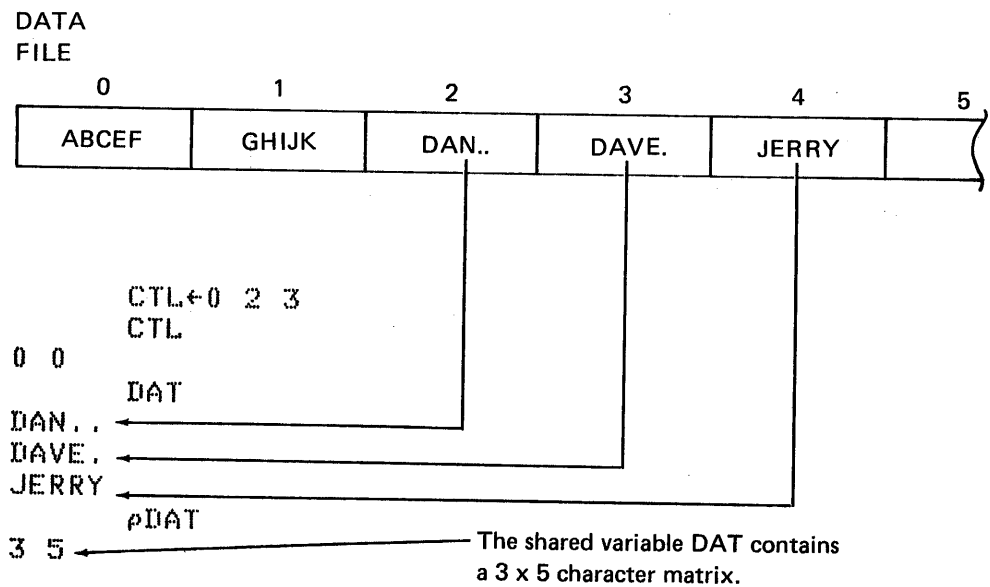 DATA
FILE
0 1 2 3 4 5
ABCEF GHIJK DAN.. DAVE. JERRY
CTL←0 2 3
CTL
0 0
DAT
DAN..
DAVE.
JERRY
⍴DAT
3 5
The shared variable DAT contains
a 3 x 5 character matrix.